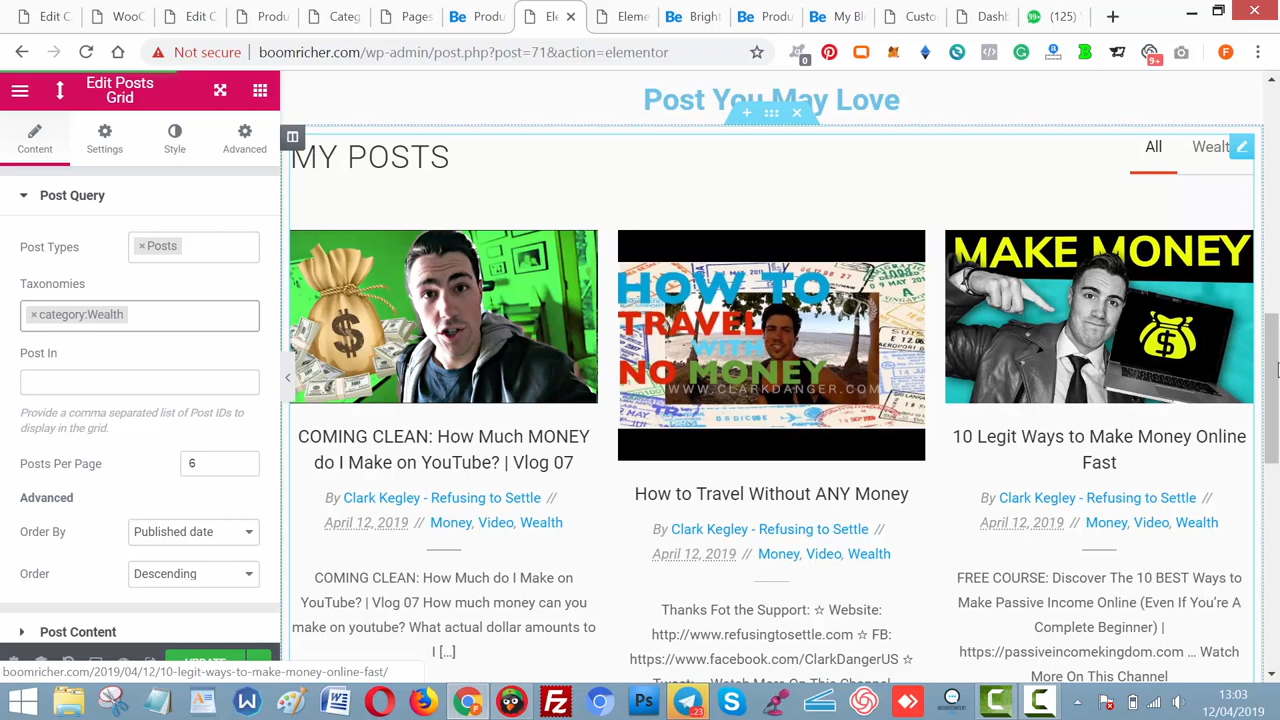 Edit C
WooC
Edit C
Produ
Categ
Pages
Produ
Ele
Eleme
Bright
Produ
My Bl
Custo
Dashb
(125)
Not secure
boomricher.com/wp-admin/post.php?post=71&action=elementor
Edit Posts
Grid
Content
Settings
Style
Advanced
Post Query
Post Types
× Posts
Taxonomies
× category:Wealth
Post In
Provide a comma separated list of Post IDs to
display in the grid.
Posts Per Page
6
Advanced
Order By
Published date
Order
Descending
Post Content
UPDATE
boomricher.com/2019/04/12/10-legit-ways-to-make-money-online-fast/
Post You May Love
MY POSTS
All
Wealt
HOW TO
TRAVEL
WITH
NO MONEY
WWW.CLARKDANGER.COM
MAKE MONEY
COMING CLEAN: How Much MONEY
do I Make on YouTube? | Vlog 07
By Clark Kegley - Refusing to Settle //
April 12, 2019 // Money, Video, Wealth
COMING CLEAN: How Much do I Make on
YouTube? | Vlog 07 How much money can you
make on youtube? What actual dollar amounts to
I [...]
How to Travel Without ANY Money
By Clark Kegley - Refusing to Settle //
April 12, 2019 // Money, Video, Wealth
Thanks Fot the Support: ☆ Website:
http://www.refusingtosettle.com ☆ FB:
https://www.facebook.com/ClarkDangerUS ☆
10 Legit Ways to Make Money Online
Fast
By Clark Kegley - Refusing to Settle //
April 12, 2019 // Money, Video, Wealth
FREE COURSE: Discover The 10 BEST Ways to
Make Passive Income Online (Even If You're A
Complete Beginner) |
https://passiveincomekingdom.com ... Watch
More On This Channel
13:03
12/04/2019